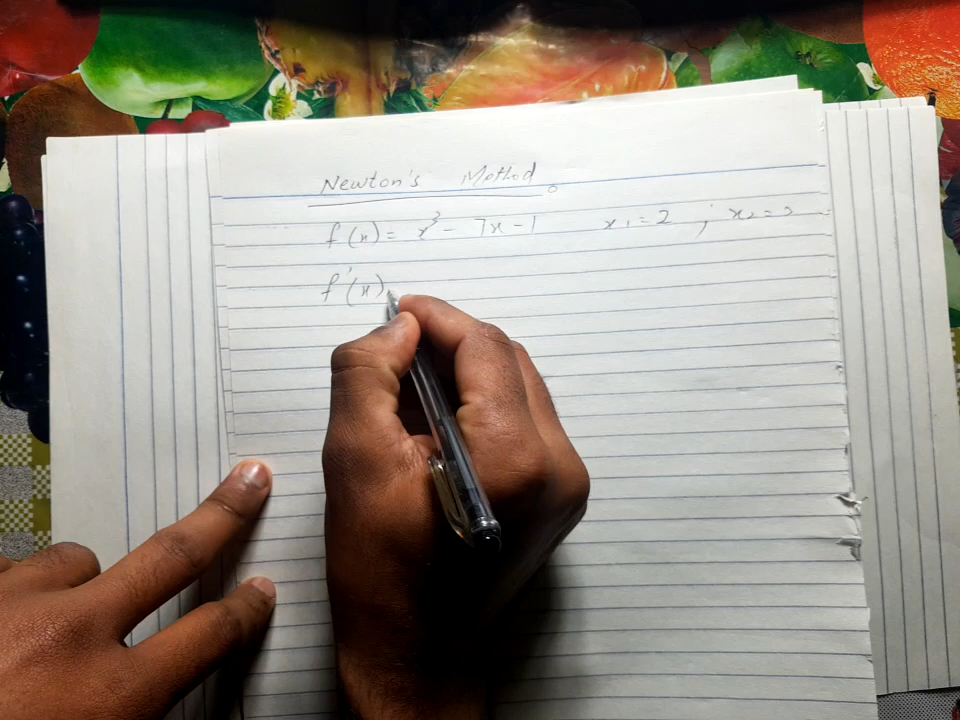 Newton's Method.
f(x) = x³ - 7x - 1 x₁ = 2 ; x₂ = ?
f'(x)